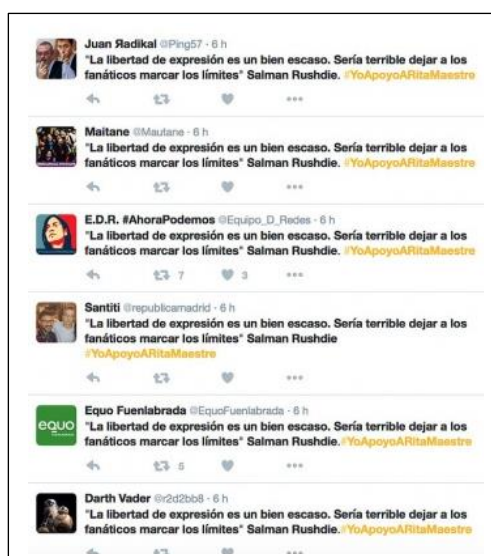 Juan Яadikal @Ping57 · 6 h
"La libertad de expresión es un bien escaso. Sería terrible dejar a los
fanáticos marcar los límites" Salman Rushdie. #YoApoyoARitaMaestre
Maitane @Mautane · 6 h
"La libertad de expresión es un bien escaso. Sería terrible dejar a los
fanáticos marcar los límites" Salman Rushdie. #YoApoyoARitaMaestre
E.D.R. #AhoraPodemos @Equipo_D_Redes · 6 h
"La libertad de expresión es un bien escaso. Sería terrible dejar a los
fanáticos marcar los límites" Salman Rushdie. #YoApoyoARitaMaestre
7 3
Santiti @republicamadrid · 6 h
"La libertad de expresión es un bien escaso. Sería terrible dejar a los
fanáticos marcar los límites" Salman Rushdie
#YoApoyoARitaMaestre
equo
Equo Fuenlabrada @EquoFuenlabrada · 6 h
"La libertad de expresión es un bien escaso. Sería terrible dejar a los
fanáticos marcar los límites" Salman Rushdie. #YoApoyoARitaMaestre
6
Darth Vader @r2d2bb8 · 6 h
"La libertad de expresión es un bien escaso. Sería terrible dejar a los
fanáticos marcar los límites" Salman Rushdie. #YoApoyoARitaMaestre